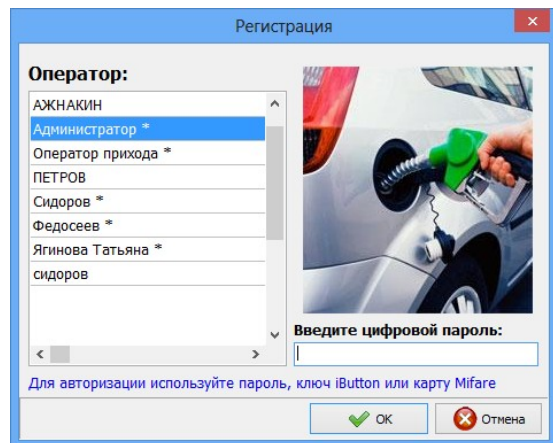 Регистрация
Оператор:
АЖНАКИН
Администратор *
Оператор прихода *
ПЕТРОВ
Сидоров *
Федосеев *
Ягинова Татьяна *
сидоров
Введите цифровой пароль:
Для авторизации используйте пароль, ключ iButton или карту Mifare
OK
Отмена